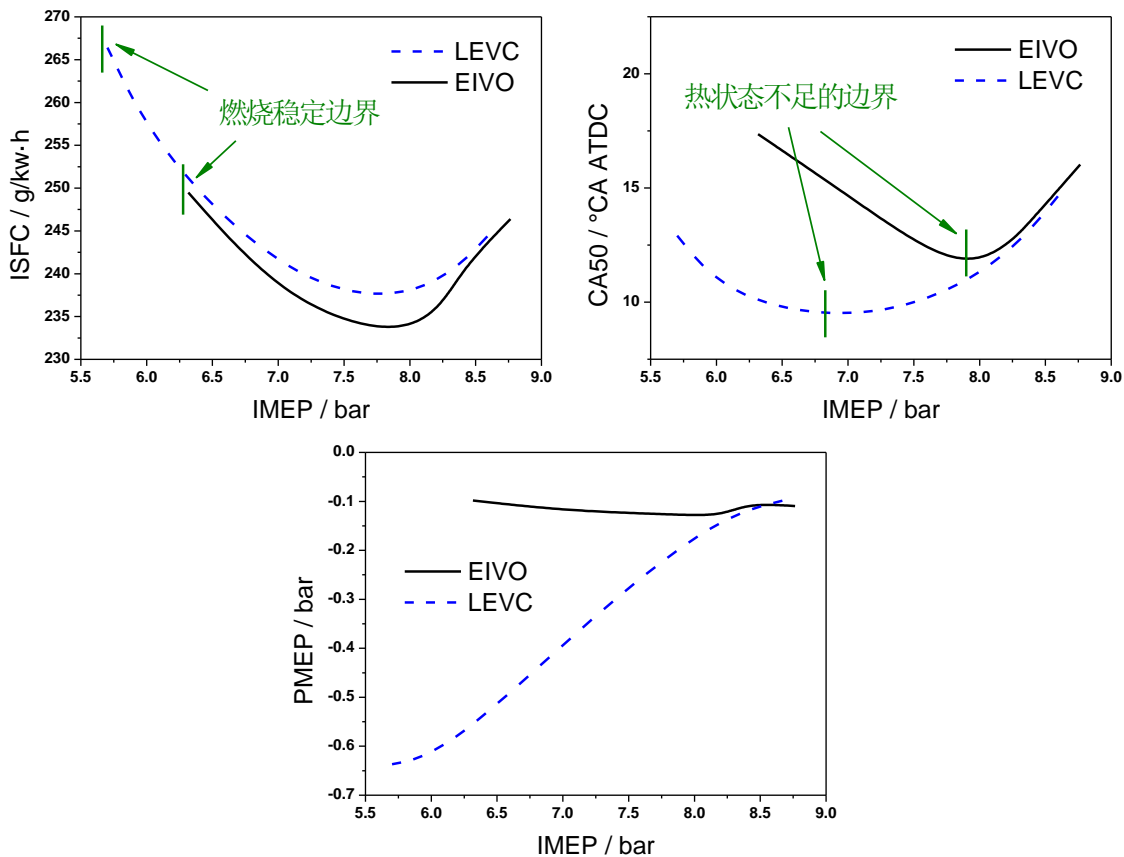 270
265
260
255
250
245
240
235
230
ISFC / g/kw·h
LEVC
EIVO
燃烧稳定边界
5.5 6.0 6.5 7.0 7.5 8.0 8.5 9.0
IMEP / bar
20
15
10
CA50 / °CA ATDC
EIVO
LEVC
热状态不足的边界
5.5 6.0 6.5 7.0 7.5 8.0 8.5 9.0
IMEP / bar
0.0
-0.1
-0.2
-0.3
-0.4
-0.5
-0.6
-0.7
PMEP / bar
EIVO
LEVC
5.5 6.0 6.5 7.0 7.5 8.0 8.5 9.0
IMEP / bar